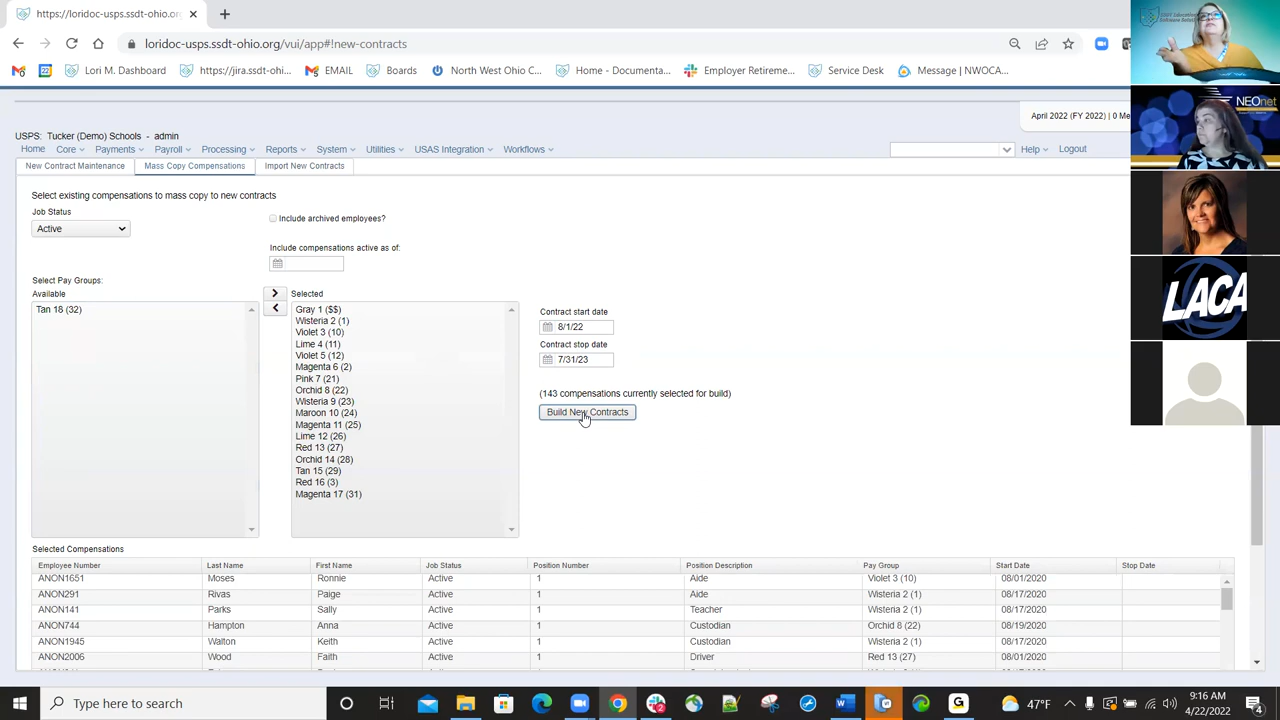 https://loridoc.ssdt-ohio.org/v
loridoc-usps.ssdt-ohio.org/vui/app#!new-contracts
Lori M. Dashboard
https://jira.ssdt-ohi...
EMAIL
Boards
North West Ohio C...
Home - Documenta...
Employer Retireme...
Service Desk
Messages, NWOCA...
April 2022 (FY 2022) | 0 Me
USPS: Tucker (Demo) Schools - admin
Home Core Payments Payroll Processing Reports System Utilities USAS Integration Workflows Help Logout
New Contract Maintenance Mass Copy Compensations Import New Contracts
Select existing compensations to mass copy to new contracts
Job Status
Active
Include archived employees?
Include compensations active as of:
Select Pay Groups:
Available
Tan 18 (32)
>
<
Selected
Gray 1 ($$)
Wisteria 2 (1)
Violet 3 (10)
Lime 4 (11)
Violet 5 (12)
Magenta 6 (2)
Pink 7 (21)
Orchid 8 (22)
Wisteria 9 (23)
Maroon 10 (24)
Magenta 11 (25)
Lime 12 (26)
Red 13 (27)
Orchid 14 (28)
Tan 15 (29)
Red 16 (3)
Magenta 17 (31)
Contract start date
8/1/22
Contract stop date
7/31/23
(143 compensations currently selected for build)
Build New Contracts
Selected Compensations
Employee Number Last Name First Name Job Status Position Number Position Description Pay Group Start Date Stop Date
ANON1651 Moses Ronnie Active 1 Aide Violet 3 (10) 08/01/2020
ANON291 Rivas Paige Active 1 Aide Wisteria 2 (1) 08/17/2020
ANON141 Parks Sally Active 1 Teacher Wisteria 2 (1) 08/17/2020
ANON744 Hampton Anna Active 1 Custodian Orchid 8 (22) 08/19/2020
ANON1945 Walton Keith Active 1 Custodian Wisteria 2 (1) 08/17/2020
ANON2006 Wood Faith Active 1 Driver Red 13 (27) 08/01/2020
NEOnet
LACA
Type here to search
47°F
9:16 AM
4/22/2022
4